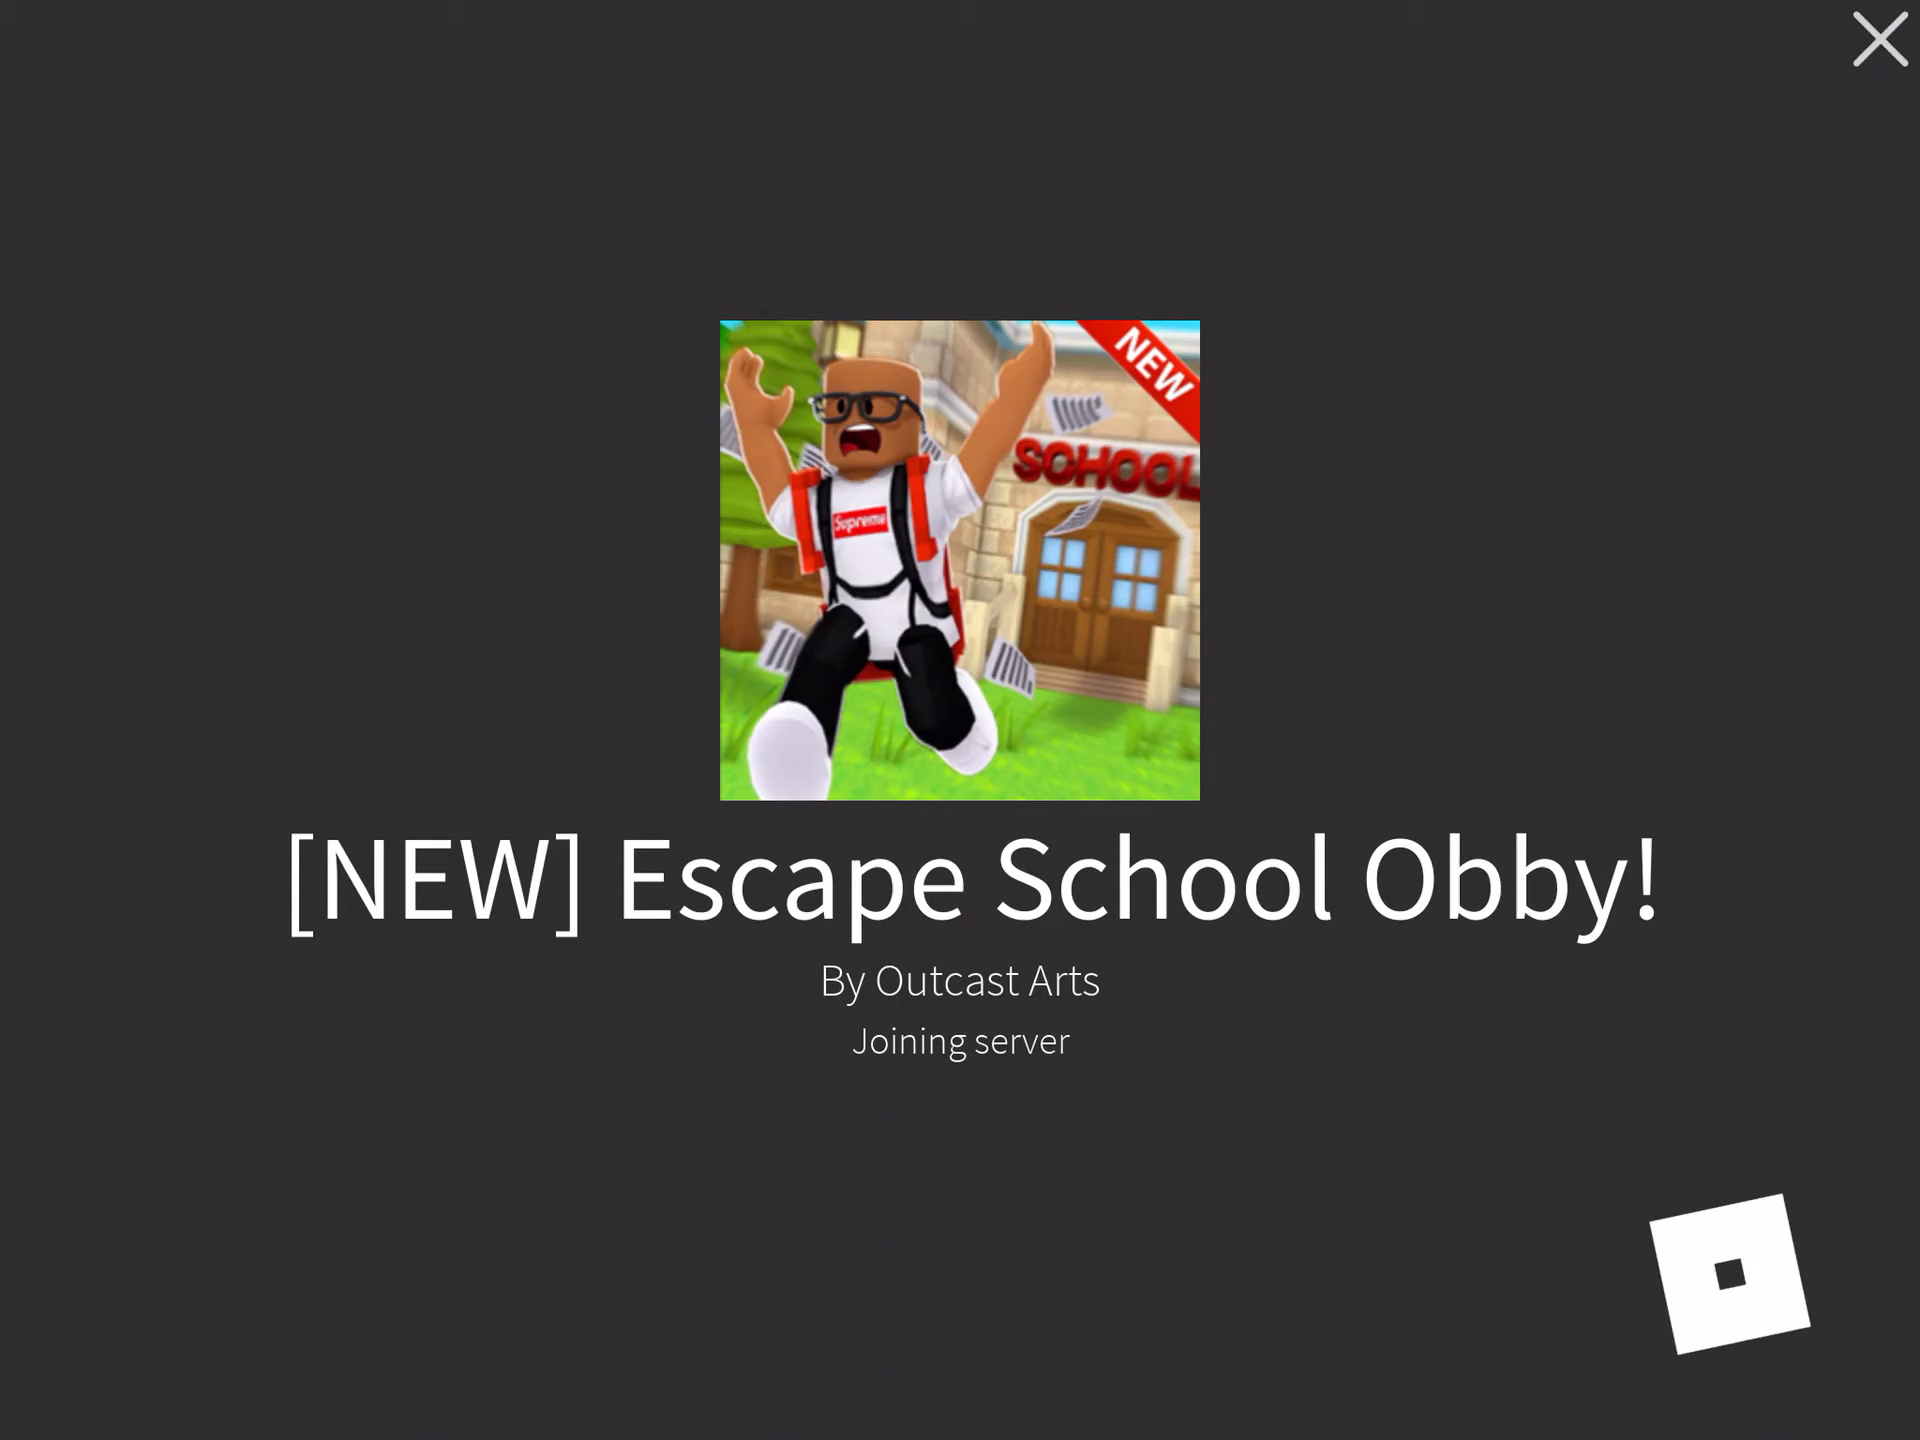 NEW
SCHOOL
Supreme
[NEW] Escape School Obby!
By Outcast Arts
Joining server